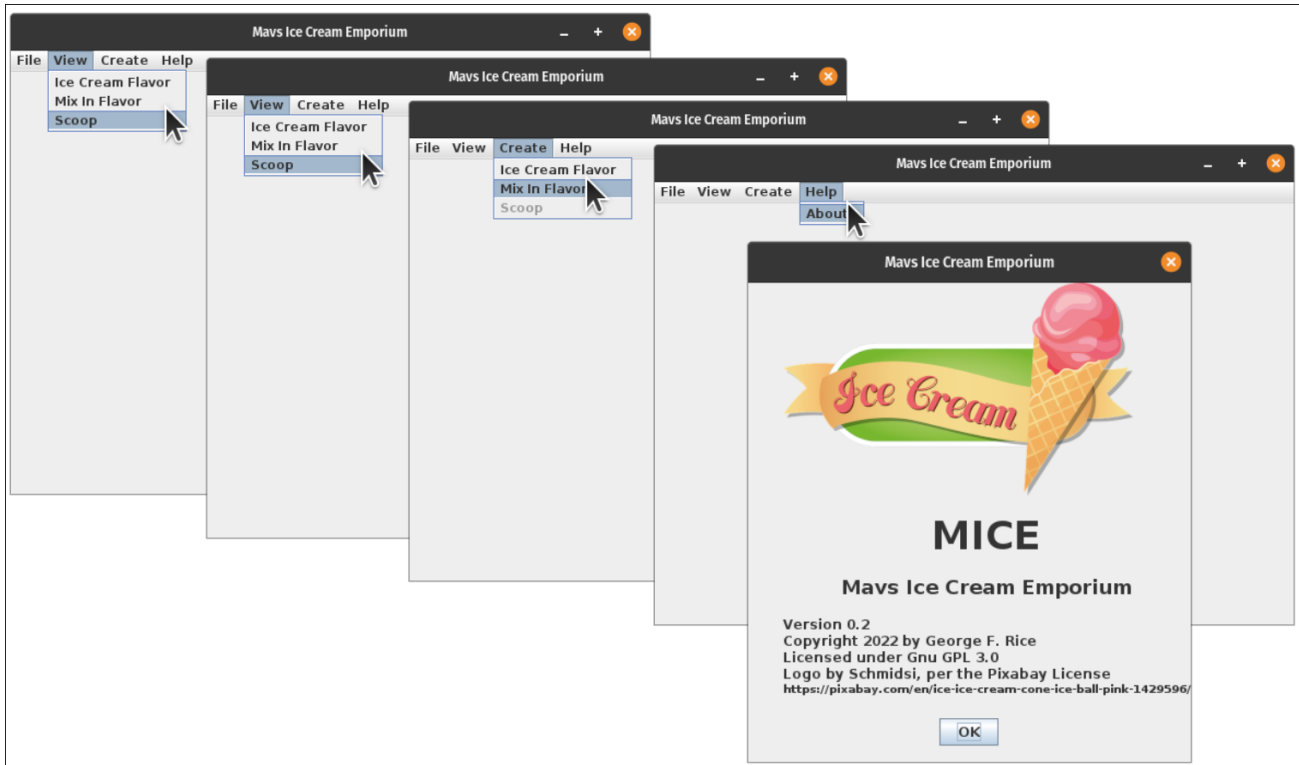 Mavs Ice Cream Emporium
File View Create Help
Ice Cream Flavor
Mix In Flavor
Scoop
Mavs Ice Cream Emporium
File View Create Help
Ice Cream Flavor
Mix In Flavor
Scoop
Mavs Ice Cream Emporium
File View Create Help
Ice Cream Flavor
Mix In Flavor
Scoop
Mavs Ice Cream Emporium
File View Create Help
About
Mavs Ice Cream Emporium
Ice Cream
MICE
Mavs Ice Cream Emporium
Version 0.2
Copyright 2022 by George F. Rice
Licensed under Gnu GPL 3.0
Logo by Schmidsi, per the Pixabay License
https://pixabay.com/en/ice-ice-cream-cone-ice-ball-pink-1429596/
OK